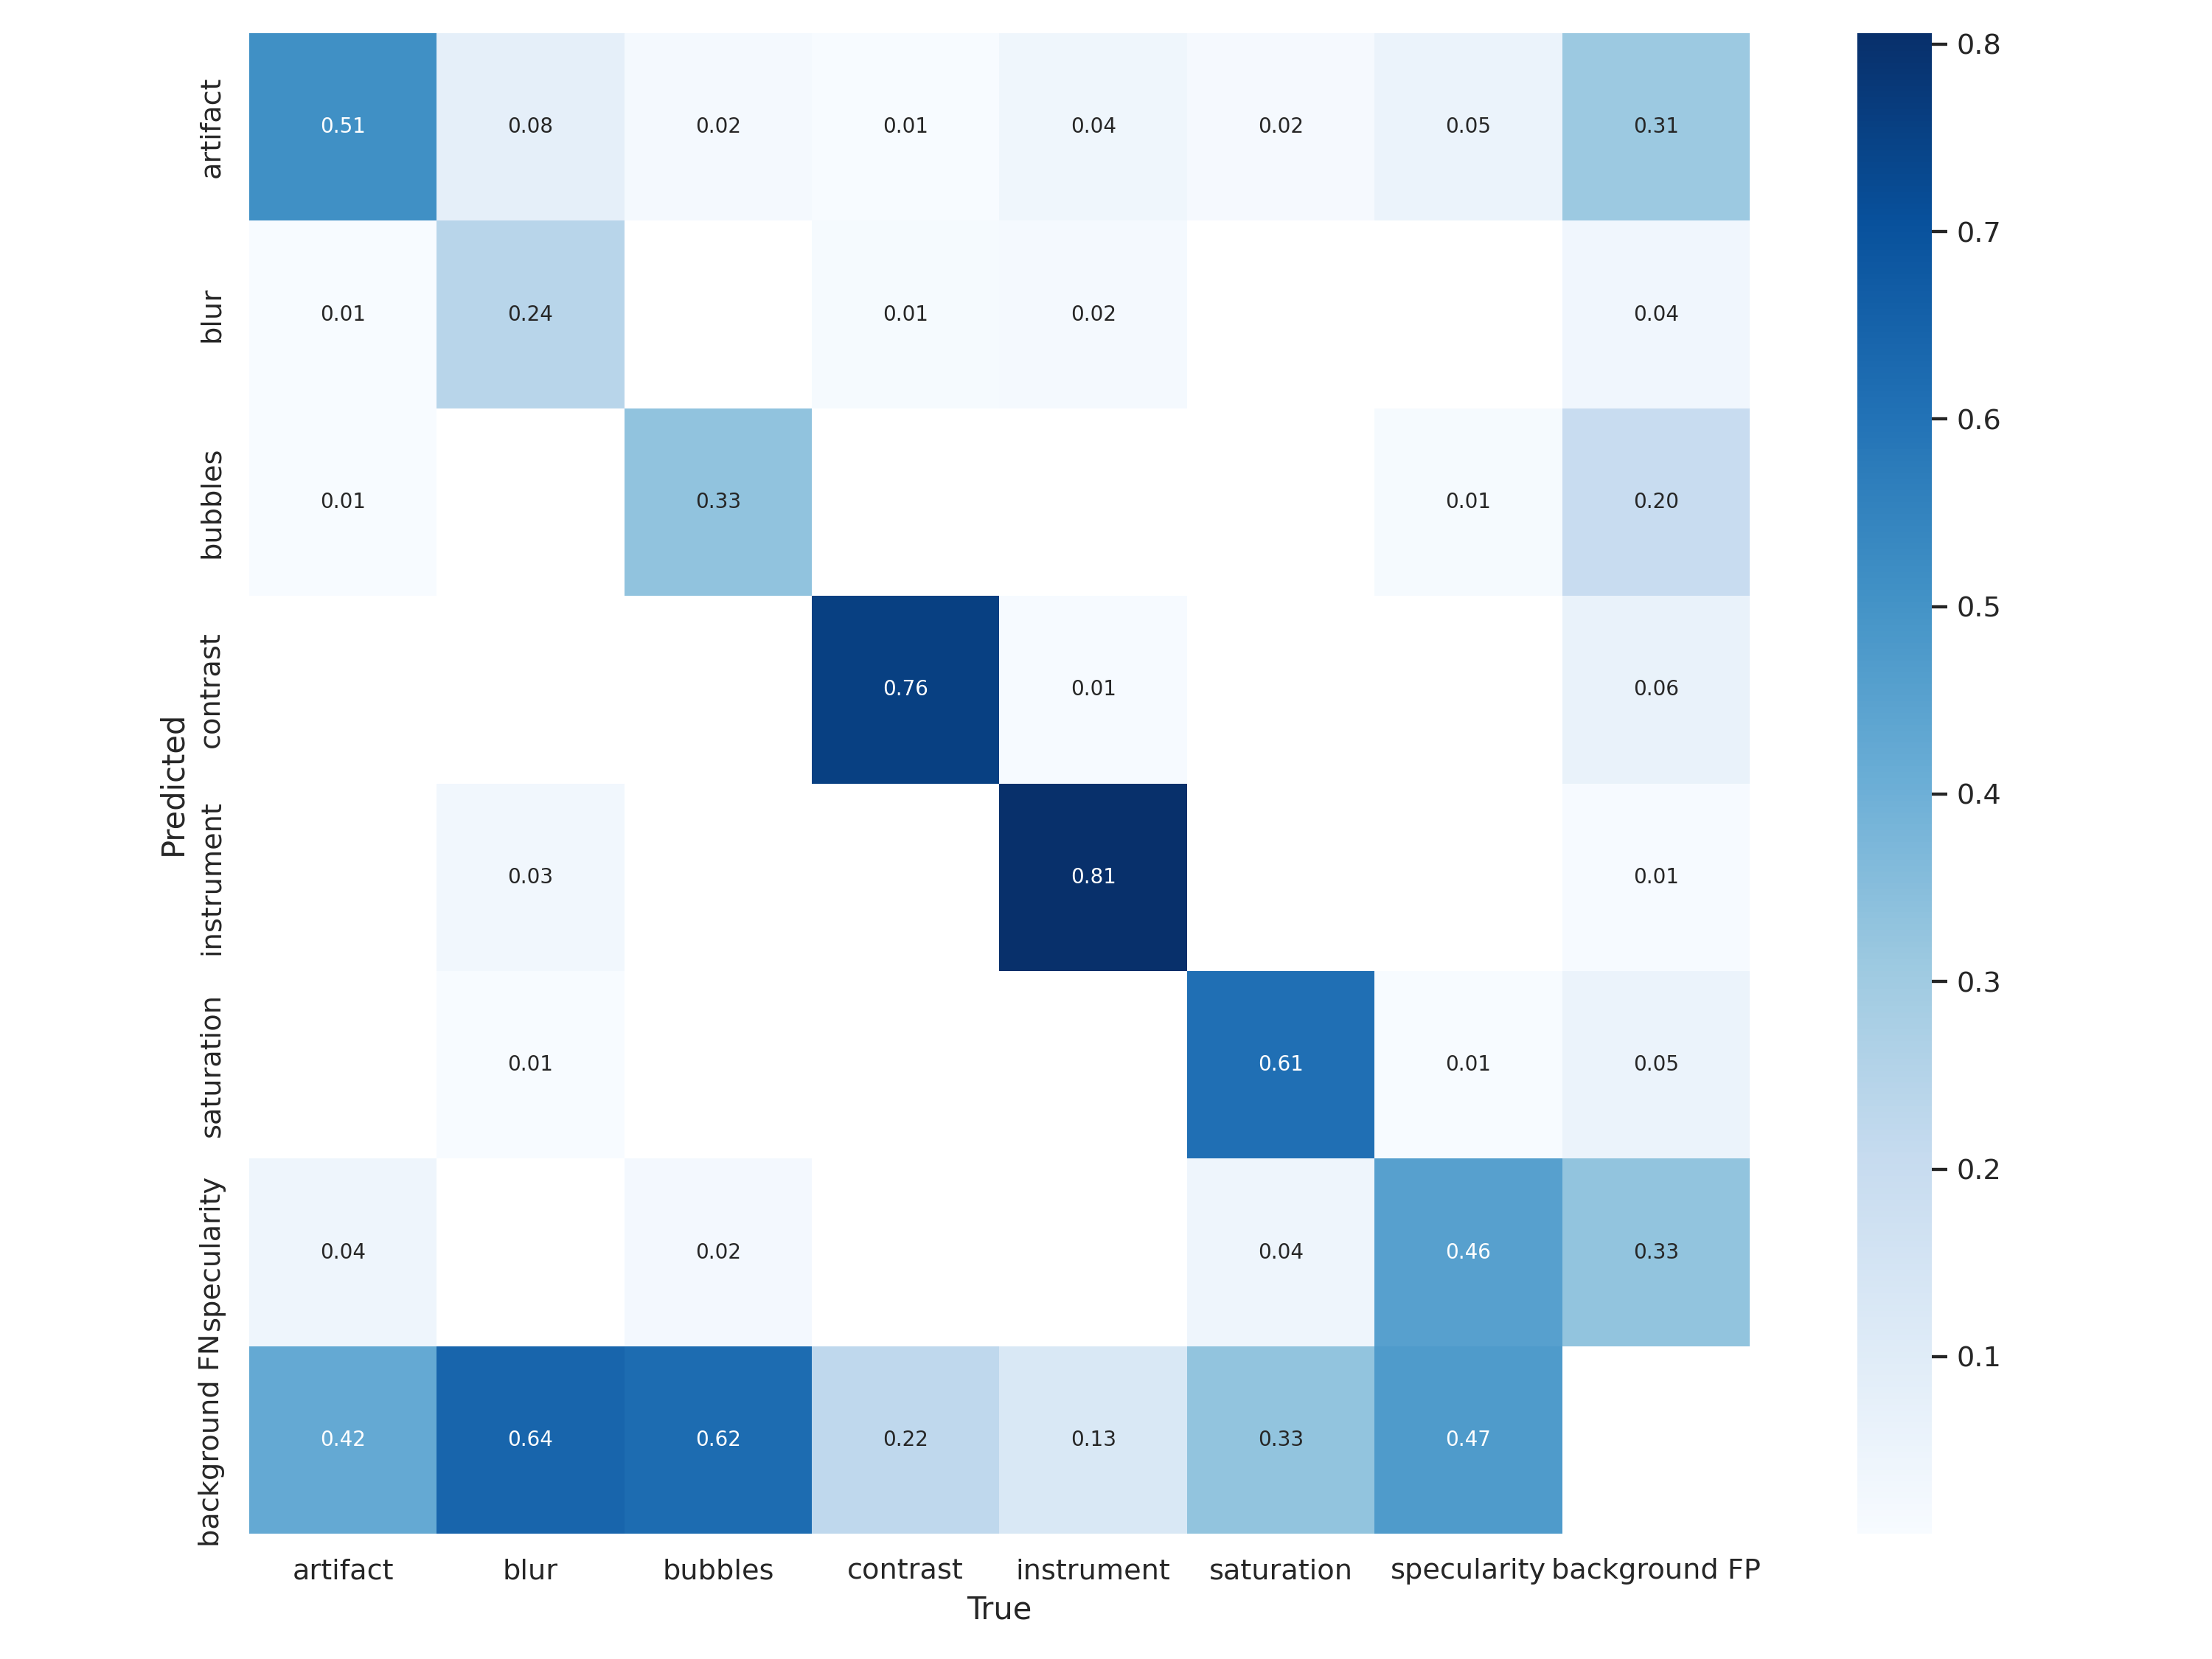 artifact 0.51 0.08 0.02 0.01 0.04 0.02 0.05 0.31
blur 0.01 0.24 0.01 0.02 0.04
bubbles 0.01 0.33 0.01 0.20
contrast 0.76 0.01 0.06
instrument 0.03 0.81 0.01
saturation 0.01 0.61 0.01 0.05
specularity 0.04 0.02 0.04 0.46 0.33
background FN 0.42 0.64 0.62 0.22 0.13 0.33 0.47
artifact blur bubbles contrast instrument saturation specularity background FP
True
Predicted
0.8
0.7
0.6
0.5
0.4
0.3
0.2
0.1